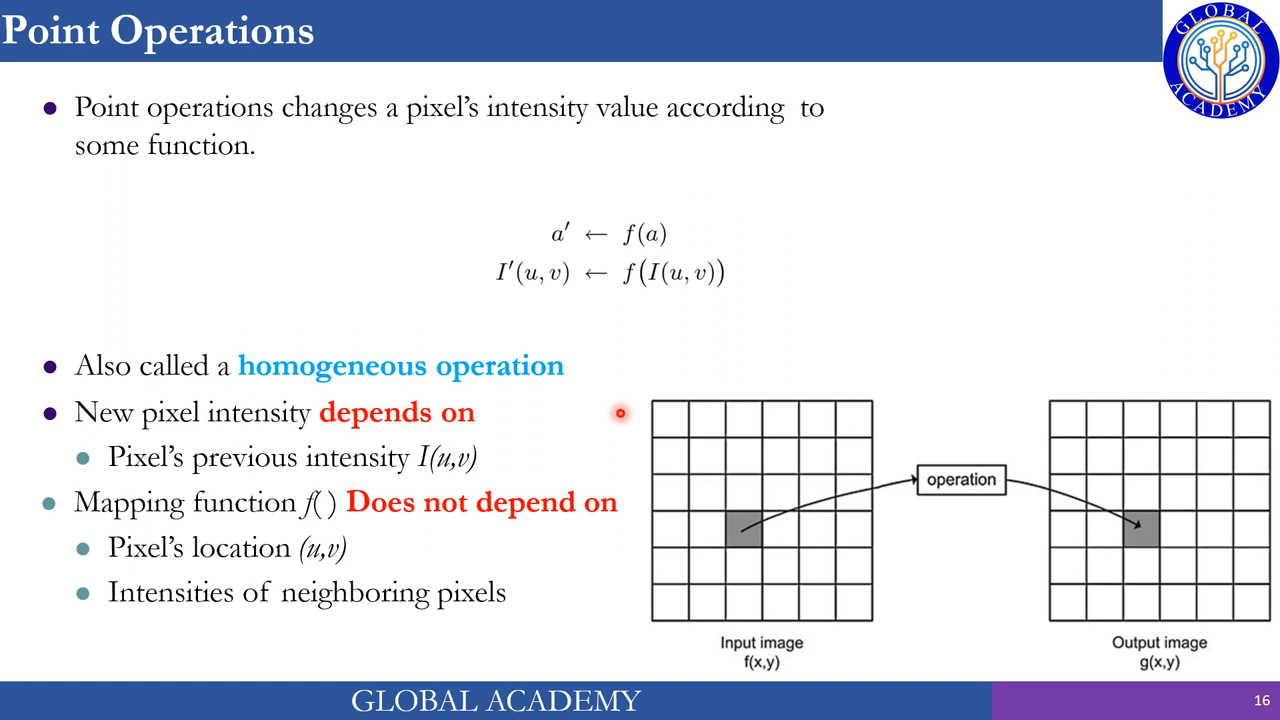 Point Operations
GLOBAL ACADEMY
Point operations changes a pixel's intensity value according to
some function.
a′ ← f(a)
I′(u, v) ← f(I(u, v))
Also called a homogeneous operation
New pixel intensity depends on
Pixel's previous intensity I(u,v)
Mapping function f( ) Does not depend on
Pixel's location (u,v)
Intensities of neighboring pixels
operation
Input image
f(x,y)
Output image
g(x,y)
GLOBAL ACADEMY
16